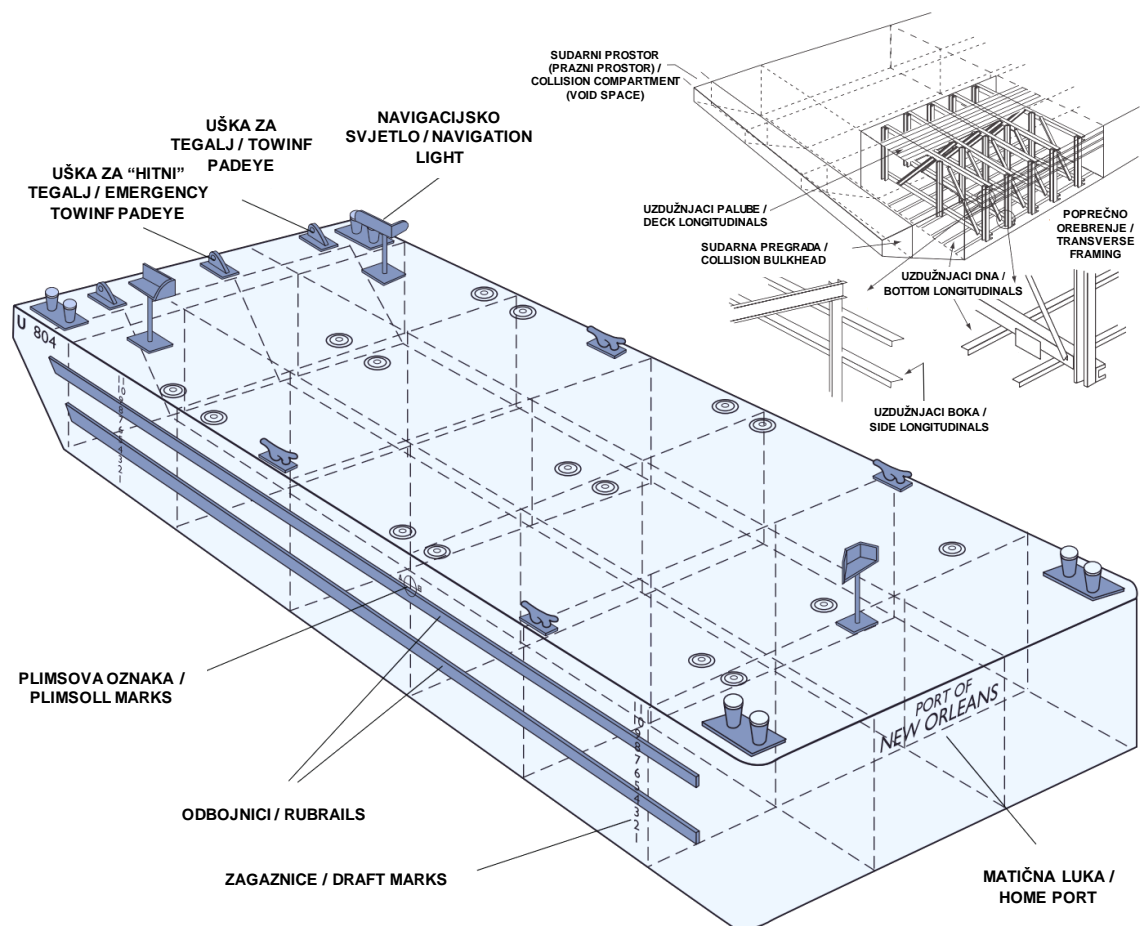 SUDARNI PROSTOR
(PRAZNI PROSTOR) /
COLLISION COMPARTMENT
(VOID SPACE)
NAVIGACIJSKO
SVJETLO / NAVIGATION
LIGHT
UŠKA ZA
TEGALJ / TOWINF
PADEYE
UŠKA ZA “HITNI”
TEGALJ / EMERGENCY
TOWINF PADEYE
UZDUŽNJACI PALUBE /
DECK LONGITUDINALS
POPREČNO
OREBRENJE /
TRANSVERSE
FRAMING
SUDARNA PREGRADA /
COLLISION BULKHEAD
UZDUŽNJACI DNA /
BOTTOM LONGITUDINALS
UZDUŽNJACI BOKA /
SIDE LONGITUDINALS
U 804
PLIMSOVA OZNAKA /
PLIMSOLL MARKS
PORT OF
NEW ORLEANS
ODBOJNICI / RUBRAILS
9
8
7
6
5
4
3
2
ZAGAZNICE / DRAFT MARKS
MATIČNA LUKA /
HOME PORT